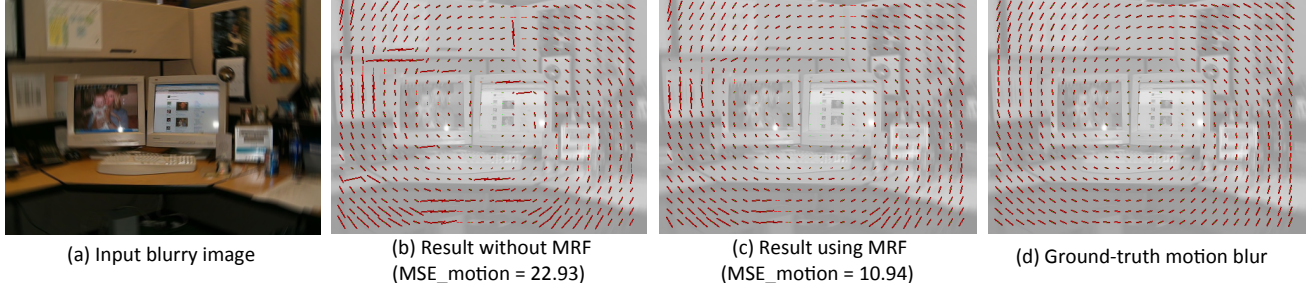 (a) Input blurry image
(b) Result without MRF
(MSE_motion = 22.93)
(c) Result using MRF
(MSE_motion = 10.94)
(d) Ground-truth motion blur